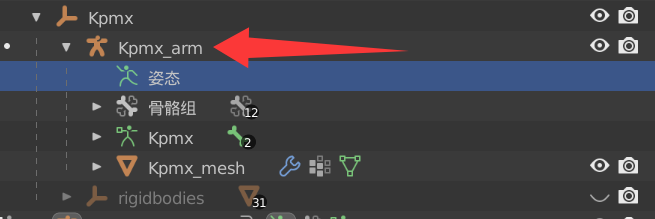 Kpmx
Kpmx_arm
姿态
骨骼组 12
Kpmx 2
Kpmx_mesh
rigidbodies 31